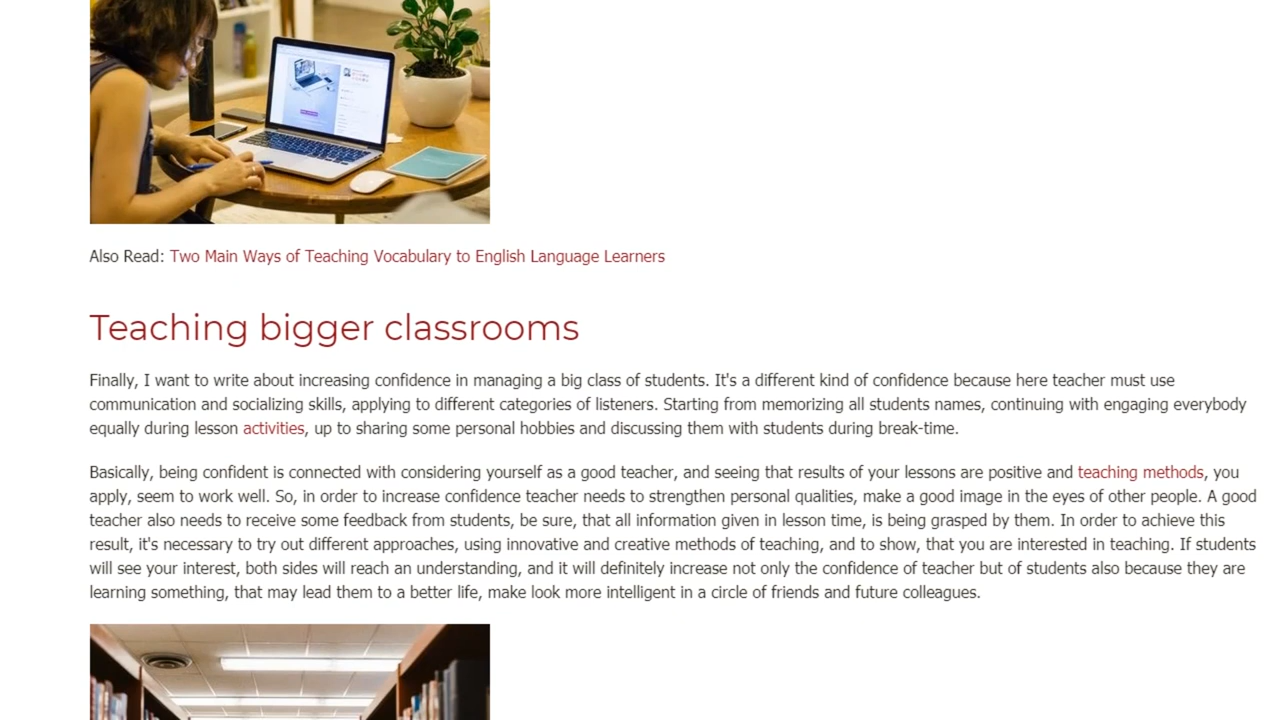 Also Read: Two Main Ways of Teaching Vocabulary to English Language Learners
Teaching bigger classrooms
Finally, I want to write about increasing confidence in managing a big class of students. It's a different kind of confidence because here teacher must use
communication and socializing skills, applying to different categories of listeners. Starting from memorizing all students names, continuing with engaging everybody
equally during lesson activities, up to sharing some personal hobbies and discussing them with students during break-time.
Basically, being confident is connected with considering yourself as a good teacher, and seeing that results of your lessons are positive and teaching methods, you
apply, seem to work well. So, in order to increase confidence teacher needs to strengthen personal qualities, make a good image in the eyes of other people. A good
teacher also needs to receive some feedback from students, be sure, that all information given in lesson time, is being grasped by them. In order to achieve this
result, it's necessary to try out different approaches, using innovative and creative methods of teaching, and to show, that you are interested in teaching. If students
will see your interest, both sides will reach an understanding, and it will definitely increase not only the confidence of teacher but of students also because they are
learning something, that may lead them to a better life, make look more intelligent in a circle of friends and future colleagues.